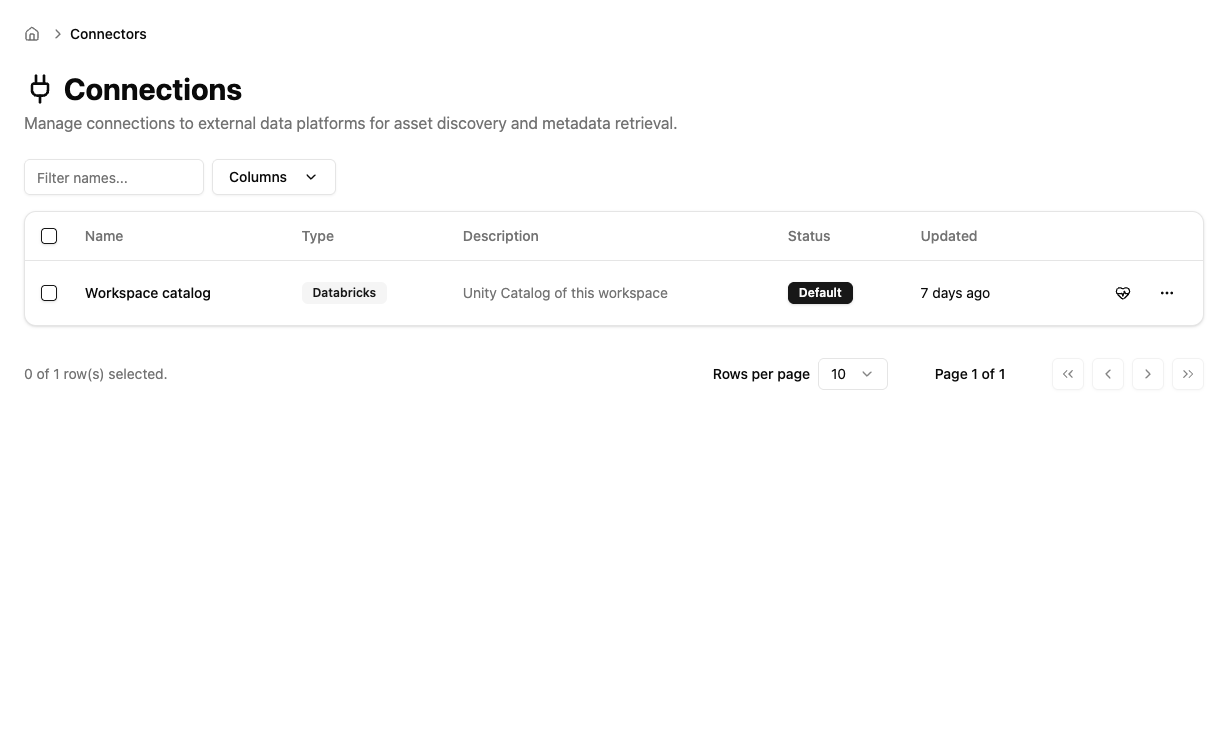 Connectors
Connections
Manage connections to external data platforms for asset discovery and metadata retrieval.
Filter names...
Columns
Name Type Description Status Updated
Workspace catalog Databricks Unity Catalog of this workspace Default 7 days ago
0 of 1 row(s) selected. Rows per page 10 Page 1 of 1